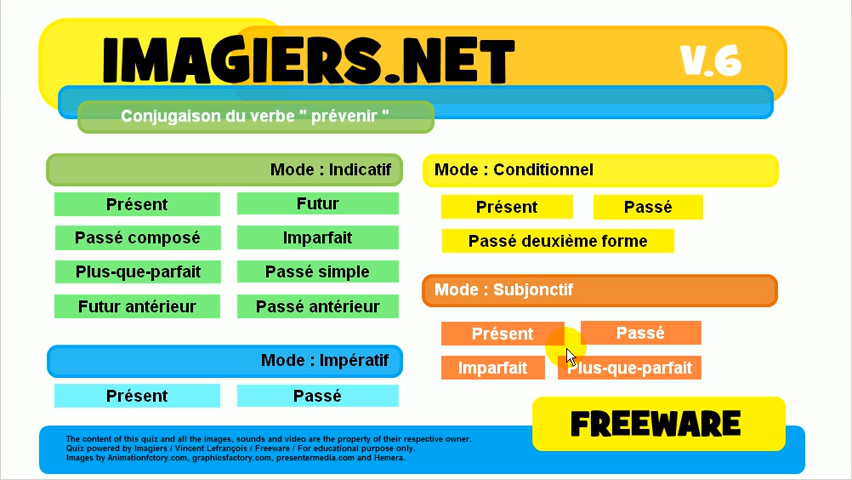 IMAGIERS.NET
V.6
Conjugaison du verbe " prévenir "
Mode : Indicatif
Présent
Futur
Passé composé
Imparfait
Plus-que-parfait
Passé simple
Futur antérieur
Passé antérieur
Mode : Impératif
Présent
Passé
Mode : Conditionnel
Présent
Passé
Passé deuxième forme
Mode : Subjonctif
Présent
Passé
Imparfait
Plus-que-parfait
FREEWARE
The content of this quiz and all the images, sounds and video are the property of their respective owner.
Quiz powered by Imagiers / Vincent Lefrançois / Freeware / For educational purpose only.
Images by Animationfctory.com, graphicsfactory.com, presentermedia.com and Hemera.